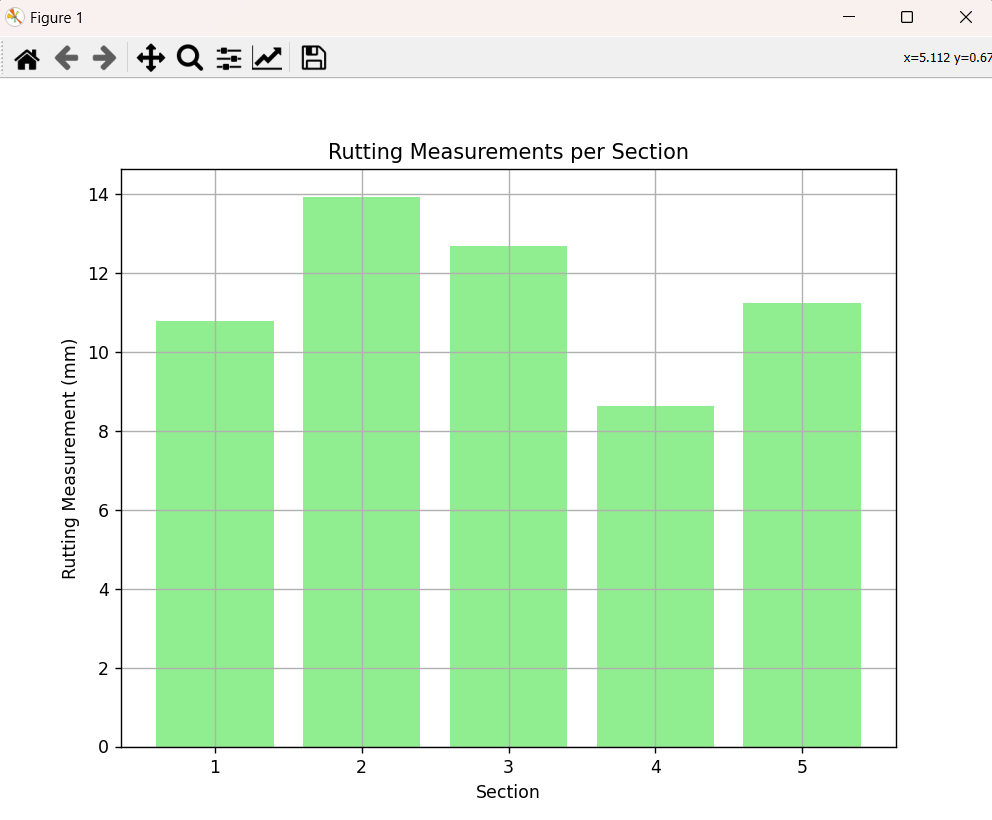 Figure 1
x=5.112 y=0.67
Rutting Measurements per Section
14
12
10
8
6
4
2
0
Rutting Measurement (mm)
1 2 3 4 5
Section